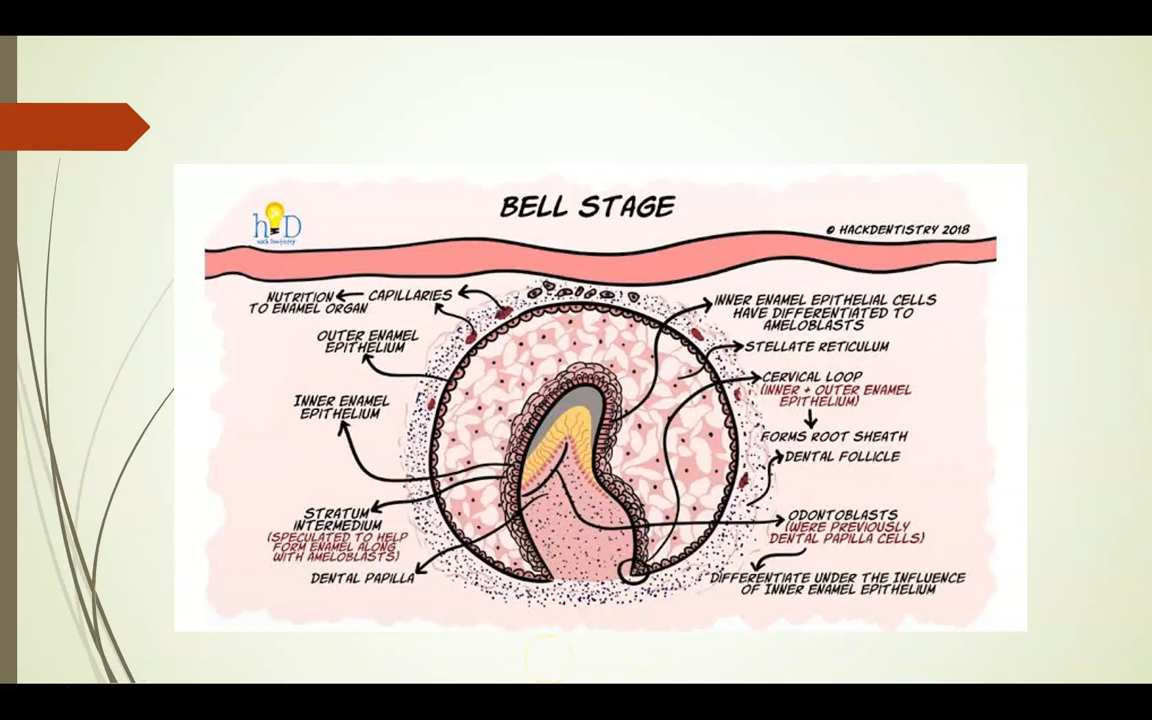 BELL STAGE
hD
hack Dentistry
© HACKDENTISTRY 2018
NUTRITION
TO ENAMEL ORGAN
CAPILLARIES
OUTER ENAMEL
EPITHELIUM
INNER ENAMEL
EPITHELIUM
STRATUM
INTERMEDIUM
(SPECULATED TO HELP
FORM ENAMEL ALONG
WITH AMELOBLASTS)
DENTAL PAPILLA
INNER ENAMEL EPITHELIAL CELLS
HAVE DIFFERENTIATED TO
AMELOBLASTS
STELLATE RETICULUM
CERVICAL LOOP
(INNER + OUTER ENAMEL
EPITHELIUM)
FORMS ROOT SHEATH
DENTAL FOLLICLE
ODONTOBLASTS
(WERE PREVIOUSLY
DENTAL PAPILLA CELLS)
DIFFERENTIATE UNDER THE INFLUENCE
OF INNER ENAMEL EPITHELIUM